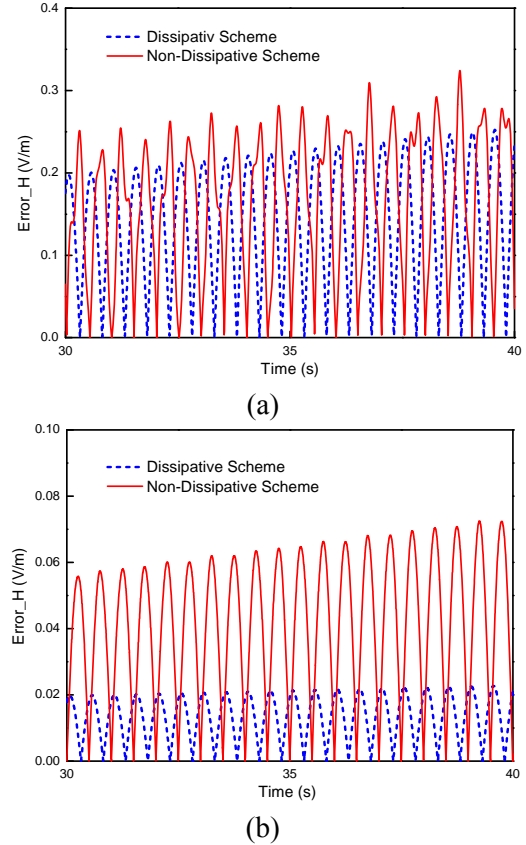 0.4
Dissipativ Scheme
Non-Dissipative Scheme
0.3
0.2
0.1
0.0
Error_H (V/m)
30 35 40
Time (s)
(a)
0.10
Dissipative Scheme
Non-Dissipative Scheme
0.08
0.06
0.04
0.02
0.00
Error_H (V/m)
30 35 40
Time (s)
(b)